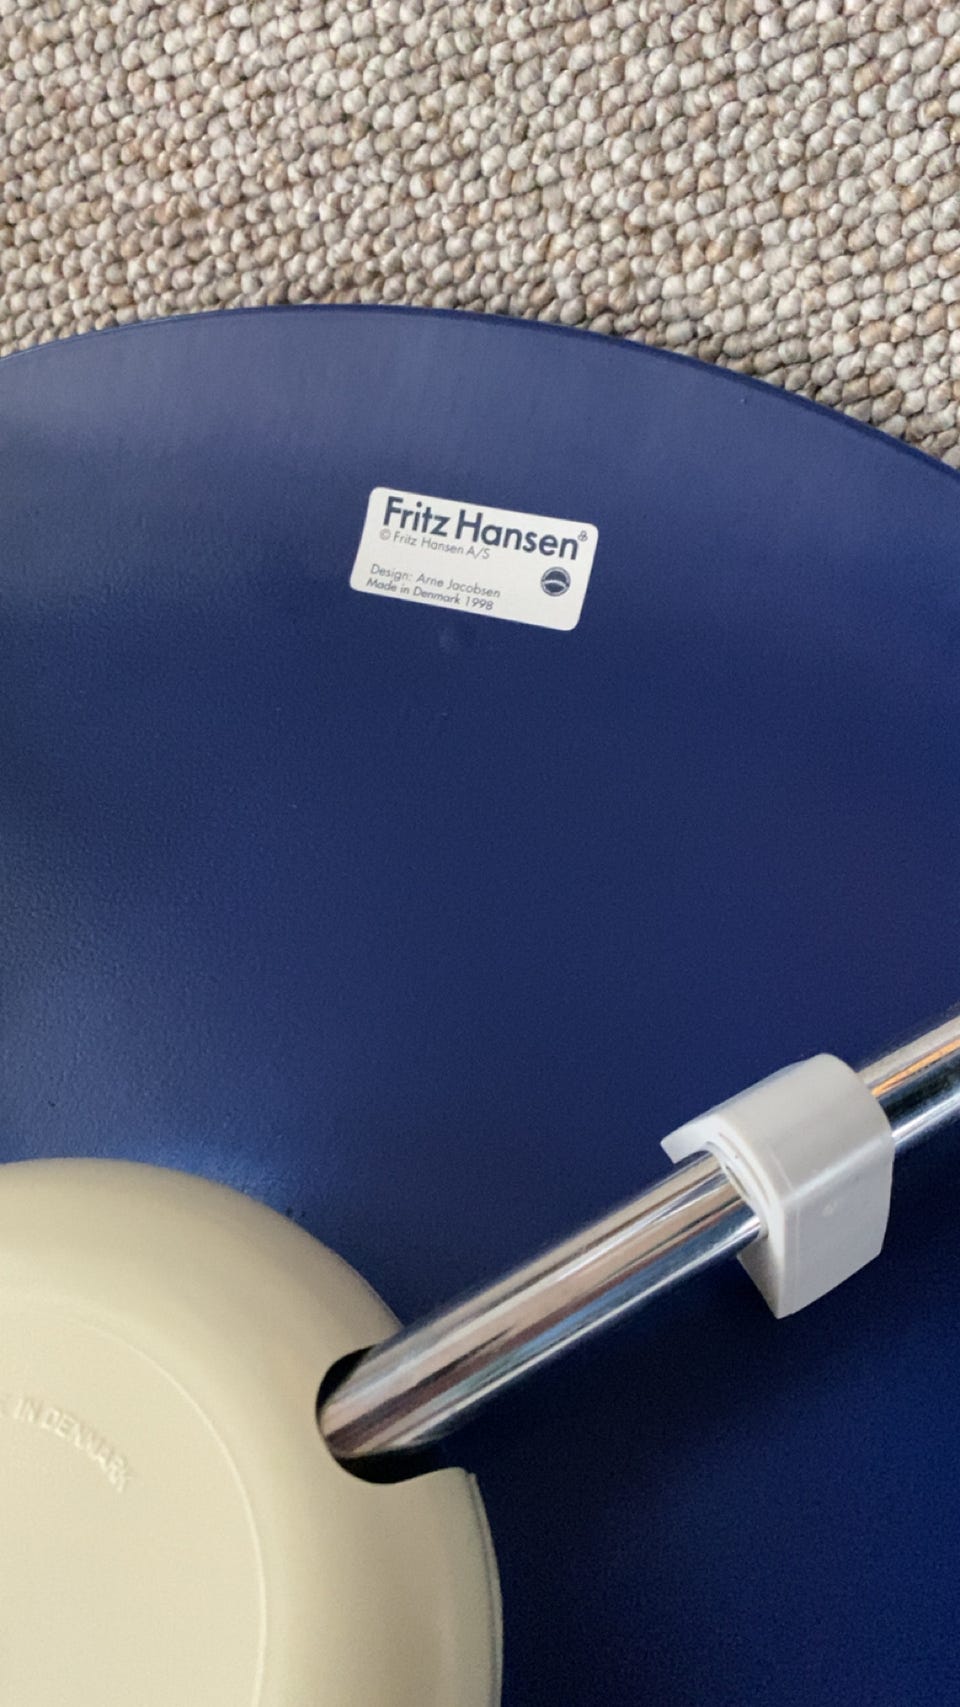 Fritz Hansen®
© Fritz Hansen A/S
Design: Arne Jacobsen
Made in Denmark 1998
IN DENMARK